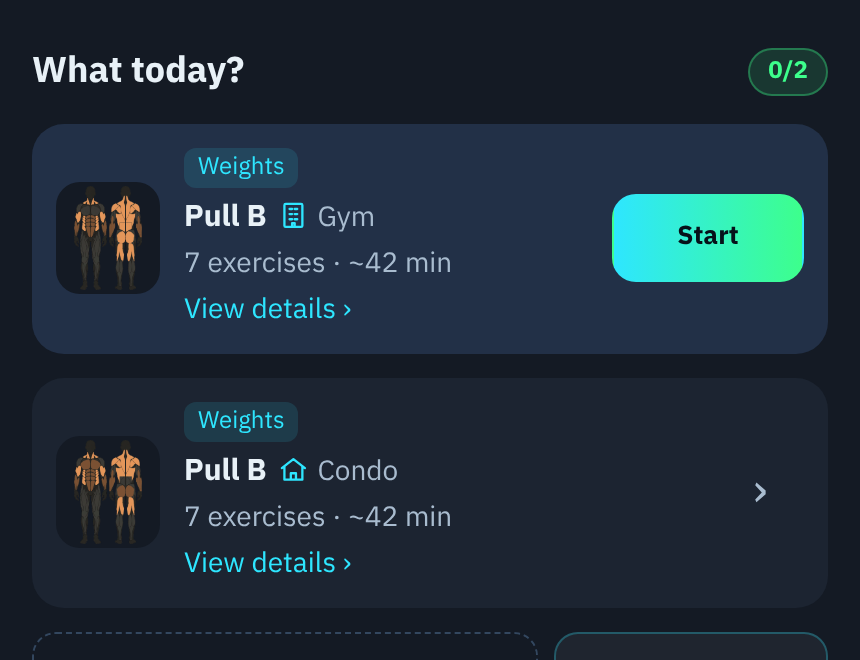 What today?
0/2
Weights
Pull B Gym
7 exercises · ~42 min
View details ›
Start
Weights
Pull B Condo
7 exercises · ~42 min
View details ›